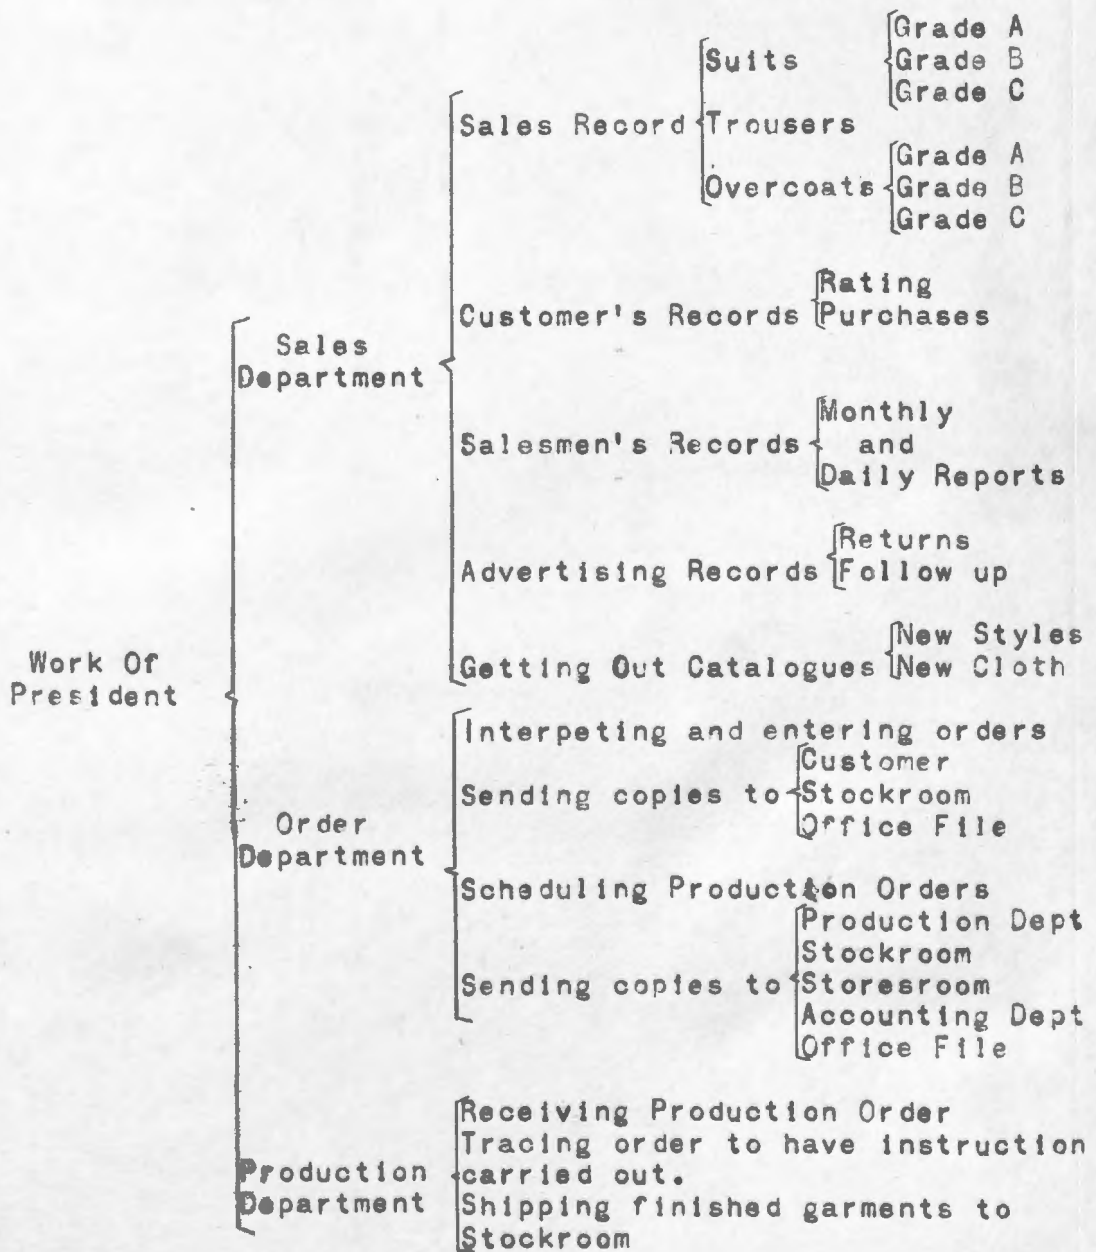 Grade A
Suits Grade B
Grade C
Sales Record Trousers
Grade A
Overcoats Grade B
Grade C
Rating
Customer's Records Purchases
Sales
Department
Monthly
Salesmen's Records and
Daily Reports
Returns
Advertising Records Follow up
New Styles
Getting Out Catalogues New Cloth
Work Of
President
Interpeting and entering orders
Customer
Sending copies to Stockroom
Office File
Order
Department
Scheduling Production Orders
Production Dept
Stockroom
Sending copies to Storesroom
Accounting Dept
Office File
Receiving Production Order
Tracing order to have instruction
Production carried out.
Department Shipping finished garments to
Stockroom